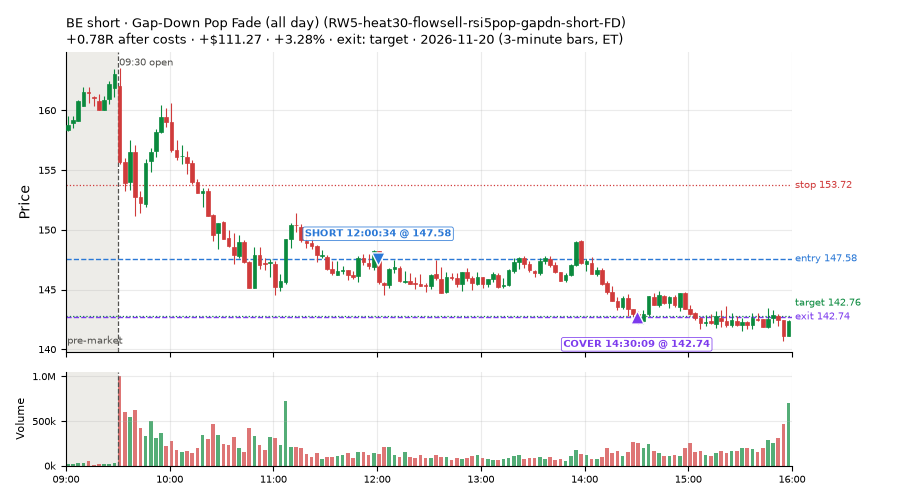 BE short · Gap-Down Pop Fade (all day) (RW5-heat30-flowsell-rsi5pop-gapdn-short-FD)
+0.78R after costs · +$111.27 · +3.28% · exit: target · 2026-11-20 (3-minute bars, ET)
09:30 open
160
155
stop 153.72
Price
150
SHORT 12:00:34 @ 147.58
entry 147.58
145
target 142.76
exit 142.74
pre-market
COVER 14:30:09 @ 142.74
140
1.0M
Volume
500k
0k
09:00 10:00 11:00 12:00 13:00 14:00 15:00 16:00